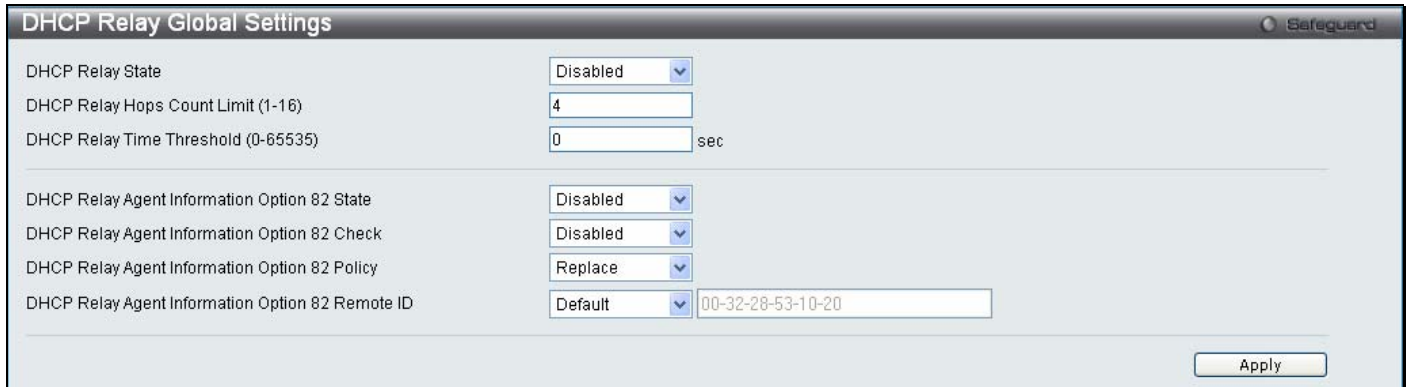 DHCP Relay Global Settings
Safeguard
DHCP Relay State Disabled
DHCP Relay Hops Count Limit (1-16) 4
DHCP Relay Time Threshold (0-65535) 0 sec
DHCP Relay Agent Information Option 82 State Disabled
DHCP Relay Agent Information Option 82 Check Disabled
DHCP Relay Agent Information Option 82 Policy Replace
DHCP Relay Agent Information Option 82 Remote ID Default 00-32-28-53-10-20
Apply